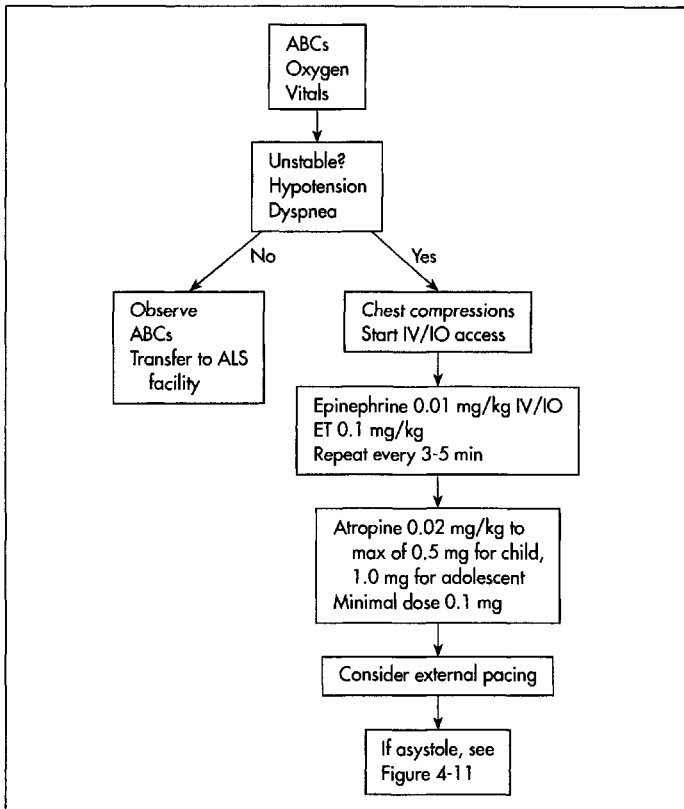 ABCs
Oxygen
Vitals
Unstable?
Hypotension
Dyspnea
No
Yes
Observe
ABCs
Transfer to ALS
facility
Chest compressions
Start IV/IO access
Epinephrine 0.01 mg/kg IV/IO
ET 0.1 mg/kg
Repeat every 3-5 min
Atropine 0.02 mg/kg to
max of 0.5 mg for child,
1.0 mg for adolescent
Minimal dose 0.1 mg
Consider external pacing
If asystole, see
Figure 4-11